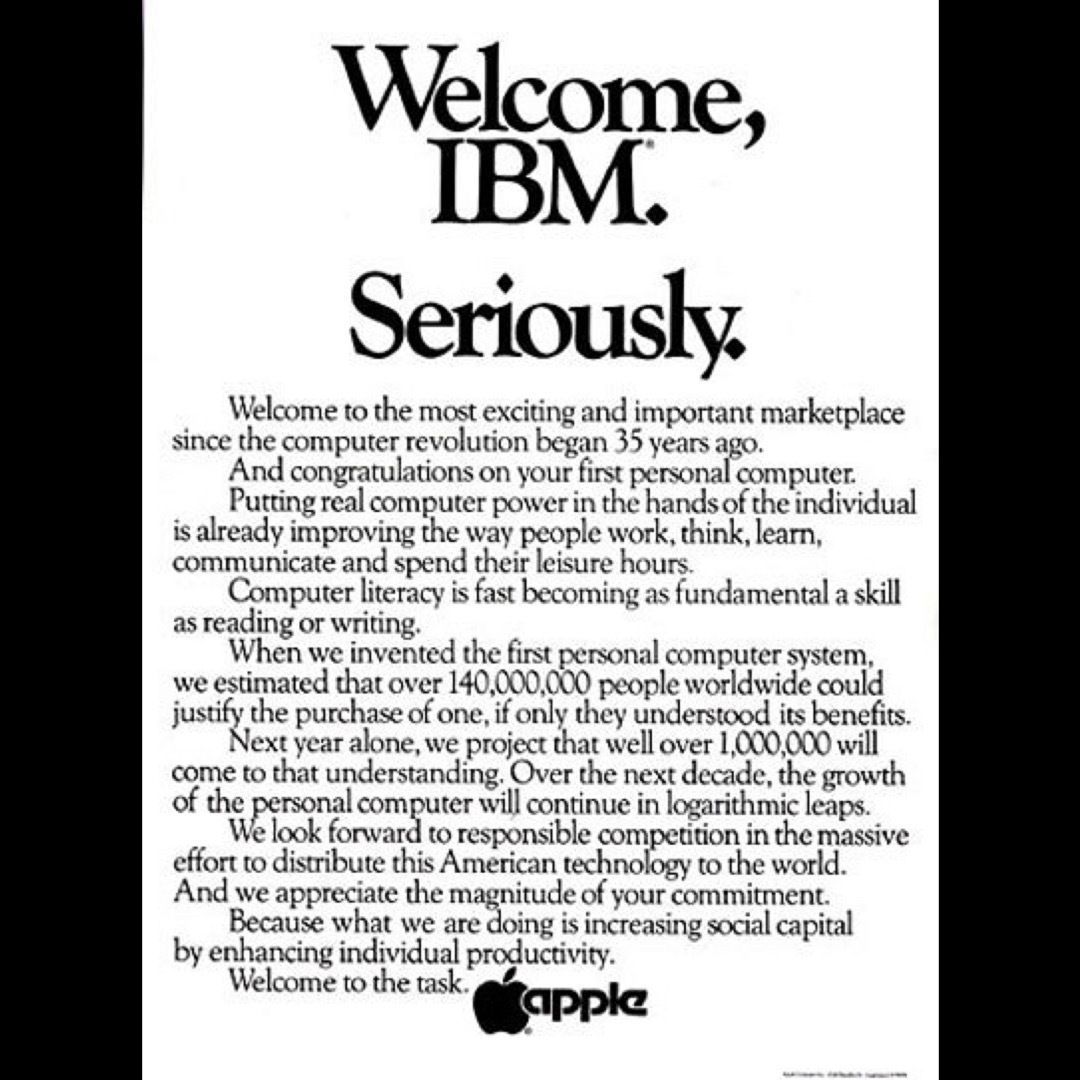 Welcome,
IBM.®
Seriously.
Welcome to the most exciting and important marketplace
since the computer revolution began 35 years ago.
And congratulations on your first personal computer.
Putting real computer power in the hands of the individual
is already improving the way people work, think, learn,
communicate and spend their leisure hours.
Computer literacy is fast becoming as fundamental a skill
as reading or writing.
When we invented the first personal computer system,
we estimated that over 140,000,000 people worldwide could
justify the purchase of one, if only they understood its benefits.
Next year alone, we project that well over 1,000,000 will
come to that understanding. Over the next decade, the growth
of the personal computer will continue in logarithmic leaps.
We look forward to responsible competition in the massive
effort to distribute this American technology to the world.
And we appreciate the magnitude of your commitment.
Because what we are doing is increasing social capital
by enhancing individual productivity.
Welcome to the task.
apple®